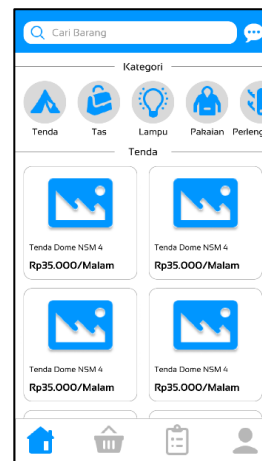 Cari Barang
Kategori
Tenda
Tas
Lampu
Pakaian
Perleng
Tenda
Tenda Dome NSM 4
Rp35.000/Malam
Tenda Dome NSM 4
Rp35.000/Malam
Tenda Dome NSM 4
Rp35.000/Malam
Tenda Dome NSM 4
Rp35.000/Malam